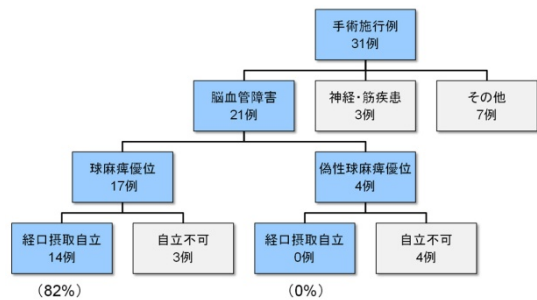 手術施行例
31例
脳血管障害
21例
神経・筋疾患
3例
その他
7例
球麻痺優位
17例
偽性球麻痺優位
4例
経口摂取自立
14例
自立不可
3例
経口摂取自立
0例
自立不可
4例
(82%)
(0%)